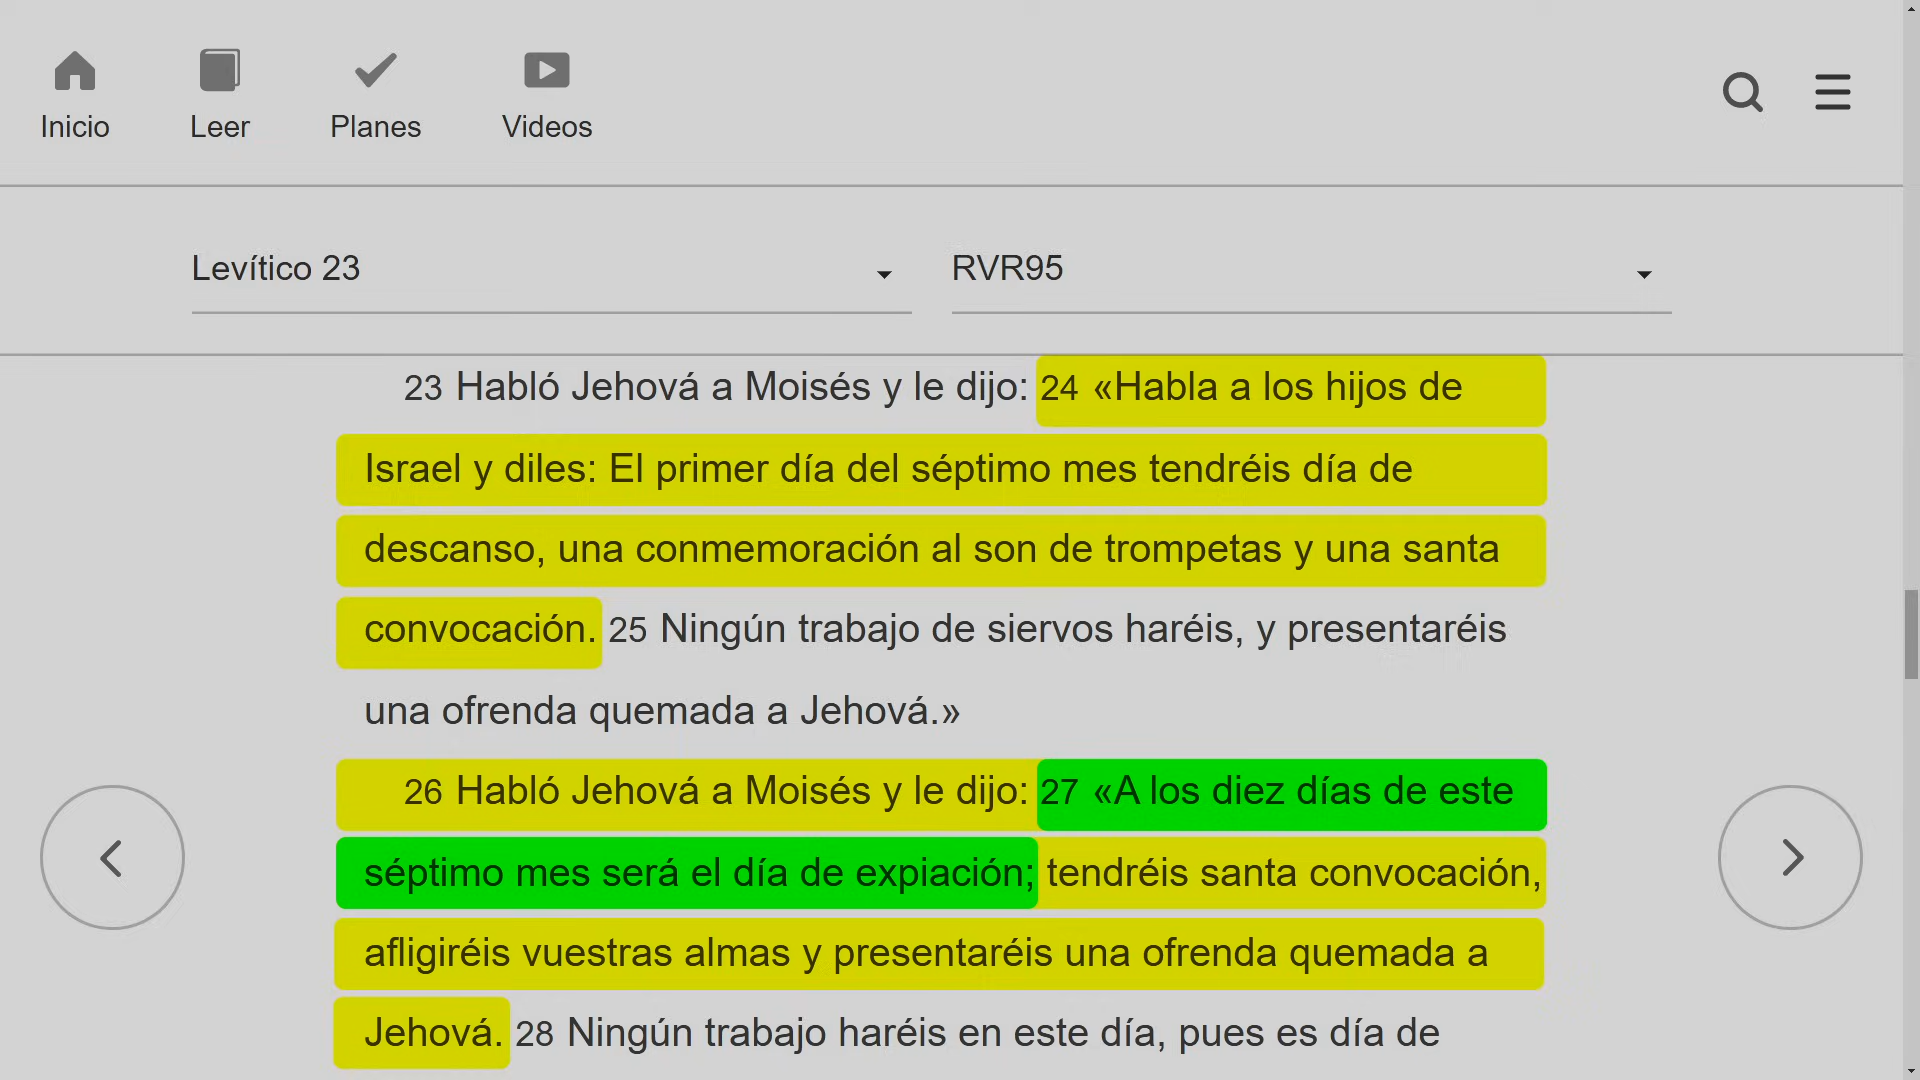 Inicio Leer Planes Videos
Levítico 23 RVR95
23 Habló Jehová a Moisés y le dijo: 24 «Habla a los hijos de
Israel y diles: El primer día del séptimo mes tendréis día de
descanso, una conmemoración al son de trompetas y una santa
convocación. 25 Ningún trabajo de siervos haréis, y presentaréis
una ofrenda quemada a Jehová.»
26 Habló Jehová a Moisés y le dijo: 27 «A los diez días de este
séptimo mes será el día de expiación; tendréis santa convocación,
afligiréis vuestras almas y presentaréis una ofrenda quemada a
Jehová. 28 Ningún trabajo haréis en este día, pues es día de